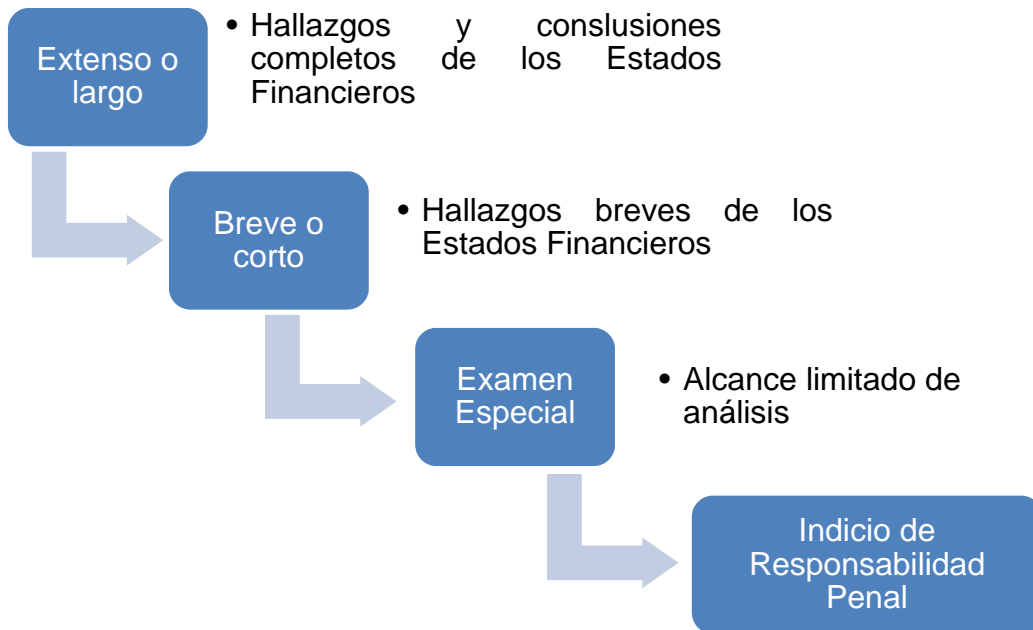 Extenso o
largo
• Hallazgos y conslusiones
completos de los Estados
Financieros
Breve o
corto
• Hallazgos breves de los
Estados Financieros
Examen
Especial
• Alcance limitado de
análisis
Indicio de
Responsabilidad
Penal